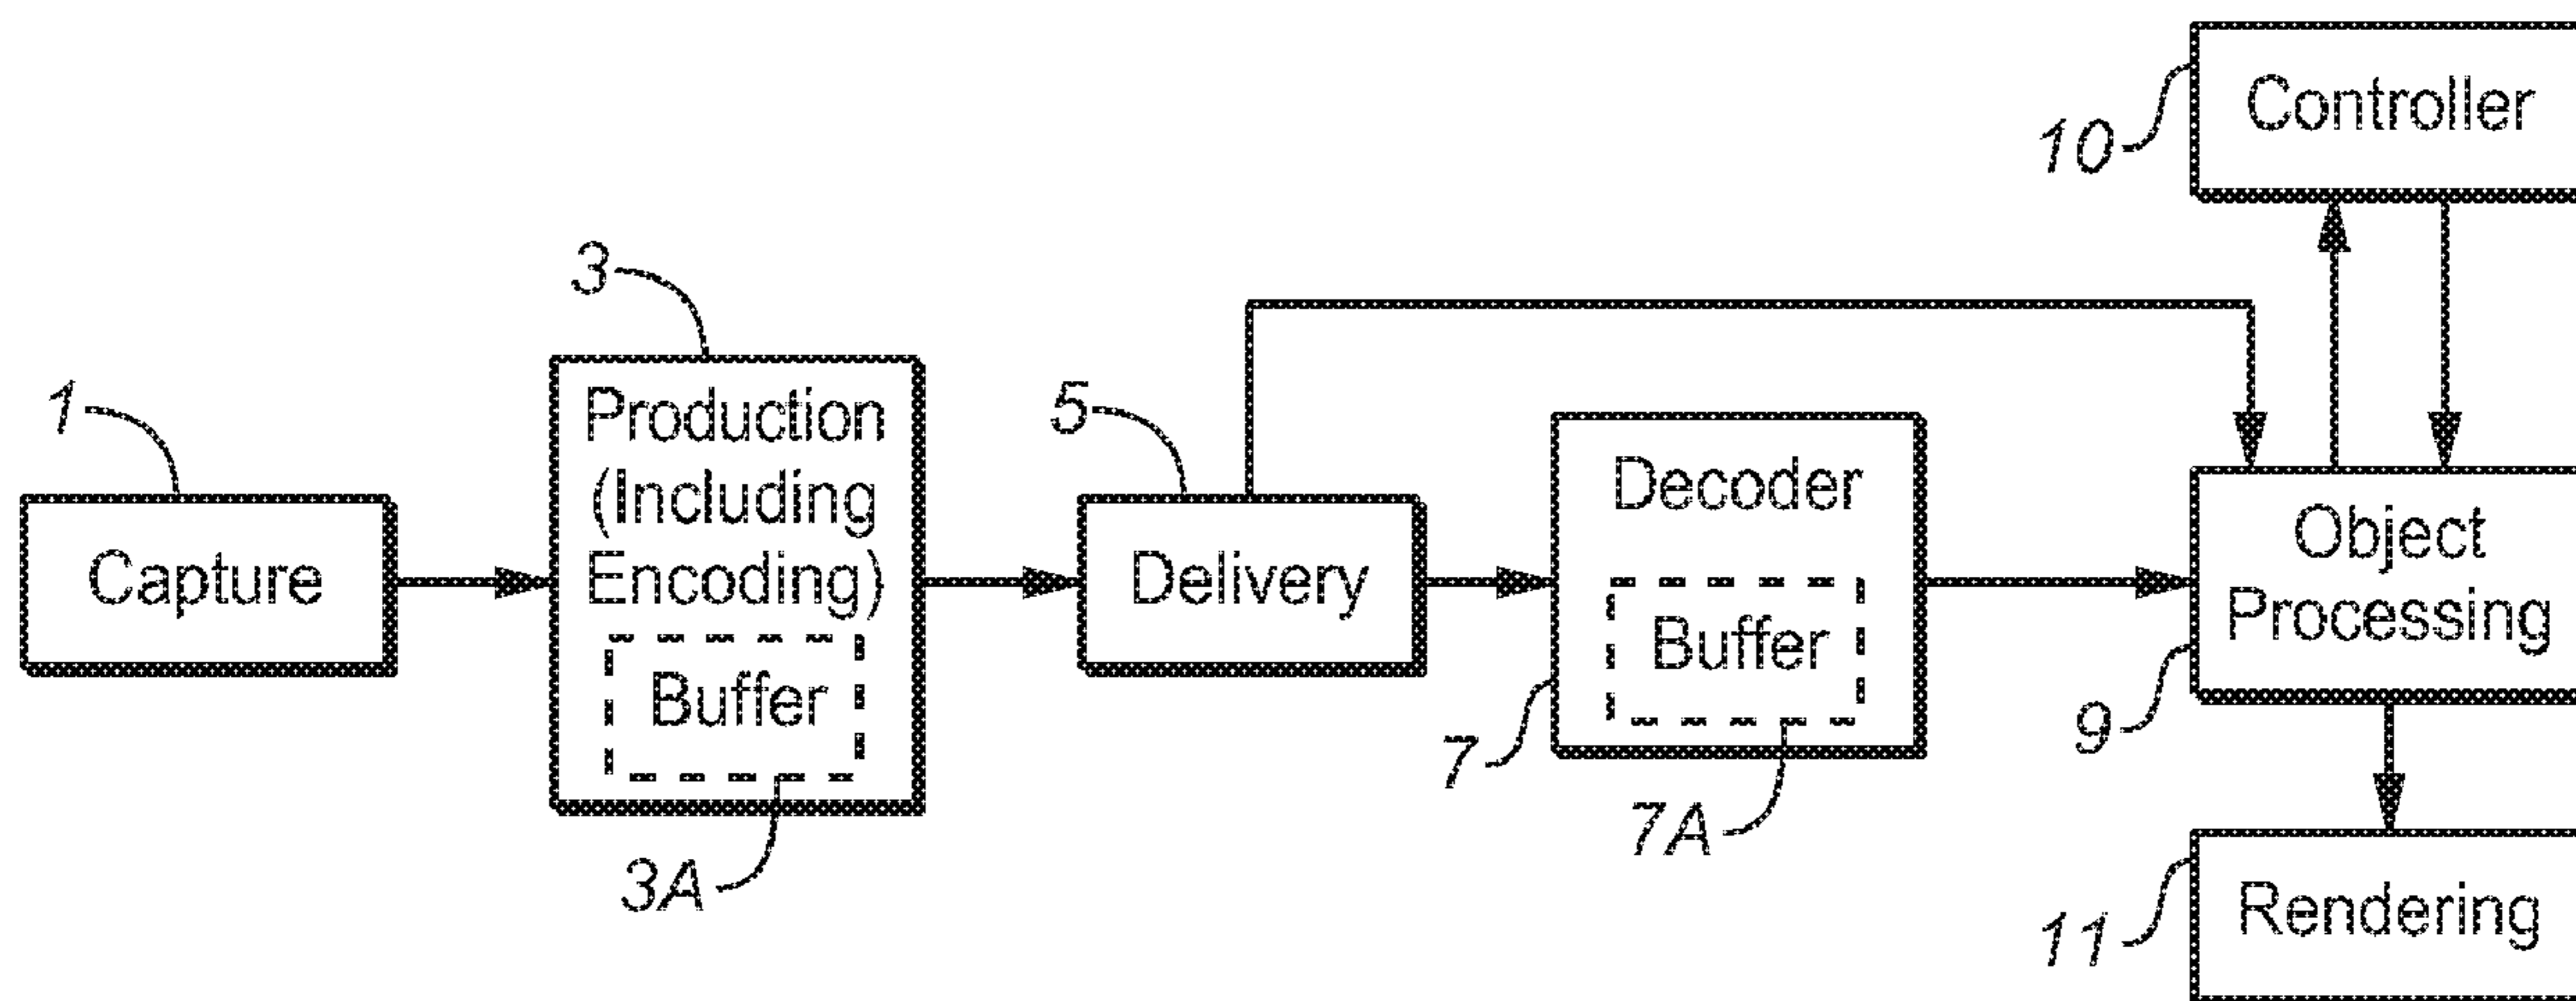 1
Capture
3
Production
(Including
Encoding)
Buffer
3A
5
Delivery
Decoder
Buffer
7
7A
10
Controller
Object
Processing
9
Rendering
11